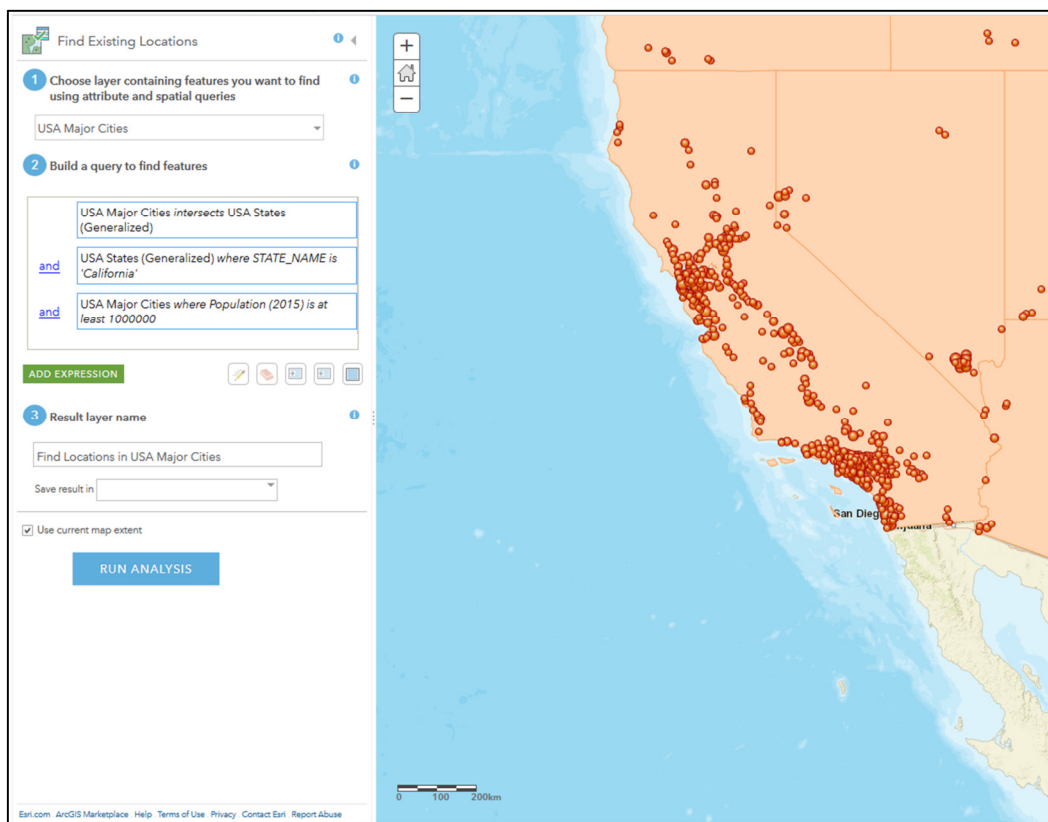 Find Existing Locations
1 Choose layer containing features you want to find
using attribute and spatial queries
USA Major Cities
2 Build a query to find features
USA Major Cities intersects USA States
(Generalized)
and
USA States (Generalized) where STATE_NAME is
'California'
and
USA Major Cities where Population (2015) is at
least 1000000
ADD EXPRESSION
3 Result layer name
Find Locations in USA Major Cities
Save result in
Use current map extent
RUN ANALYSIS
Esri.com ArcGIS Marketplace Help Terms of Use Privacy Contact Esri Report Abuse
+
−
San Dieg
0 100 200km